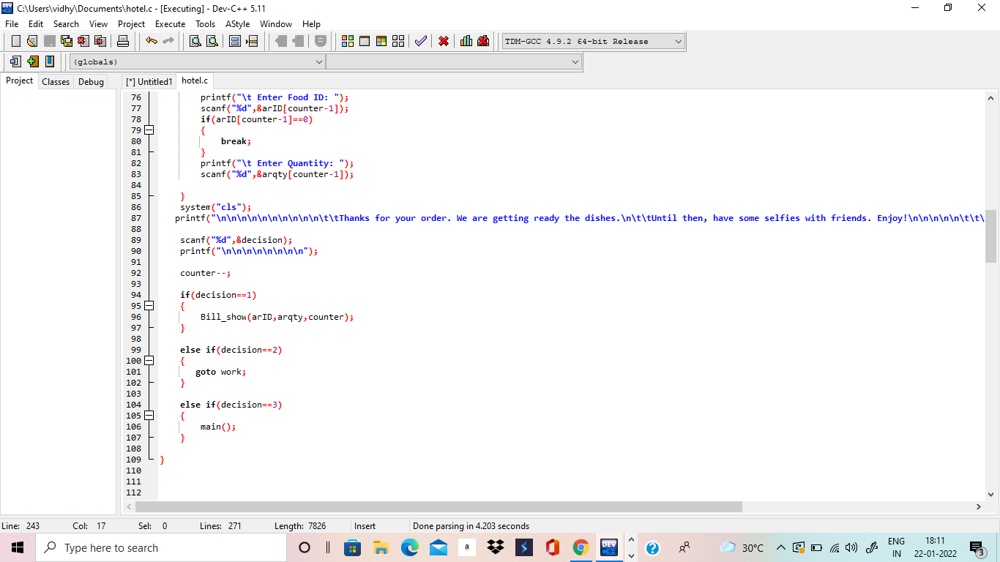 C:\Users\vidhy\Documents\hotel.c - [Executing] - Dev-C++ 5.11
File Edit Search View Project Execute Tools AStyle Window Help
TDM-GCC 4.9.2 64-bit Release
(globals)
Project Classes Debug [*] Untitled1 hotel.c
76 printf("\t Enter Food ID: ");
77 scanf("%d",&arID[counter-1]);
78 if(arID[counter-1]==0)
79 {
80 break;
81 }
82 printf("\t Enter Quantity: ");
83 scanf("%d",&arqty[counter-1]);
84
85 }
86 system("cls");
87 printf("\n\n\n\n\n\n\n\n\n\n\t\tThanks for your order. We are getting ready the dishes.\n\t\tUntil then, have some selfies with friends. Enjoy!\n\n\n\n\n\t\t\
88
89 scanf("%d",&decision);
90 printf("\n\n\n\n\n\n\n\n");
91
92 counter--;
93
94 if(decision==1)
95 {
96 Bill_show(arID,arqty,counter);
97 }
98
99 else if(decision==2)
100 {
101 goto work;
102 }
103
104 else if(decision==3)
105 {
106 main();
107 }
108
109 }
110
111
112
Line: 243 Col: 17 Sel: 0 Lines: 271 Length: 7826 Insert Done parsing in 4.203 seconds
Type here to search
a
DEV
30°C
ENG
IN
18:11
22-01-2022
3